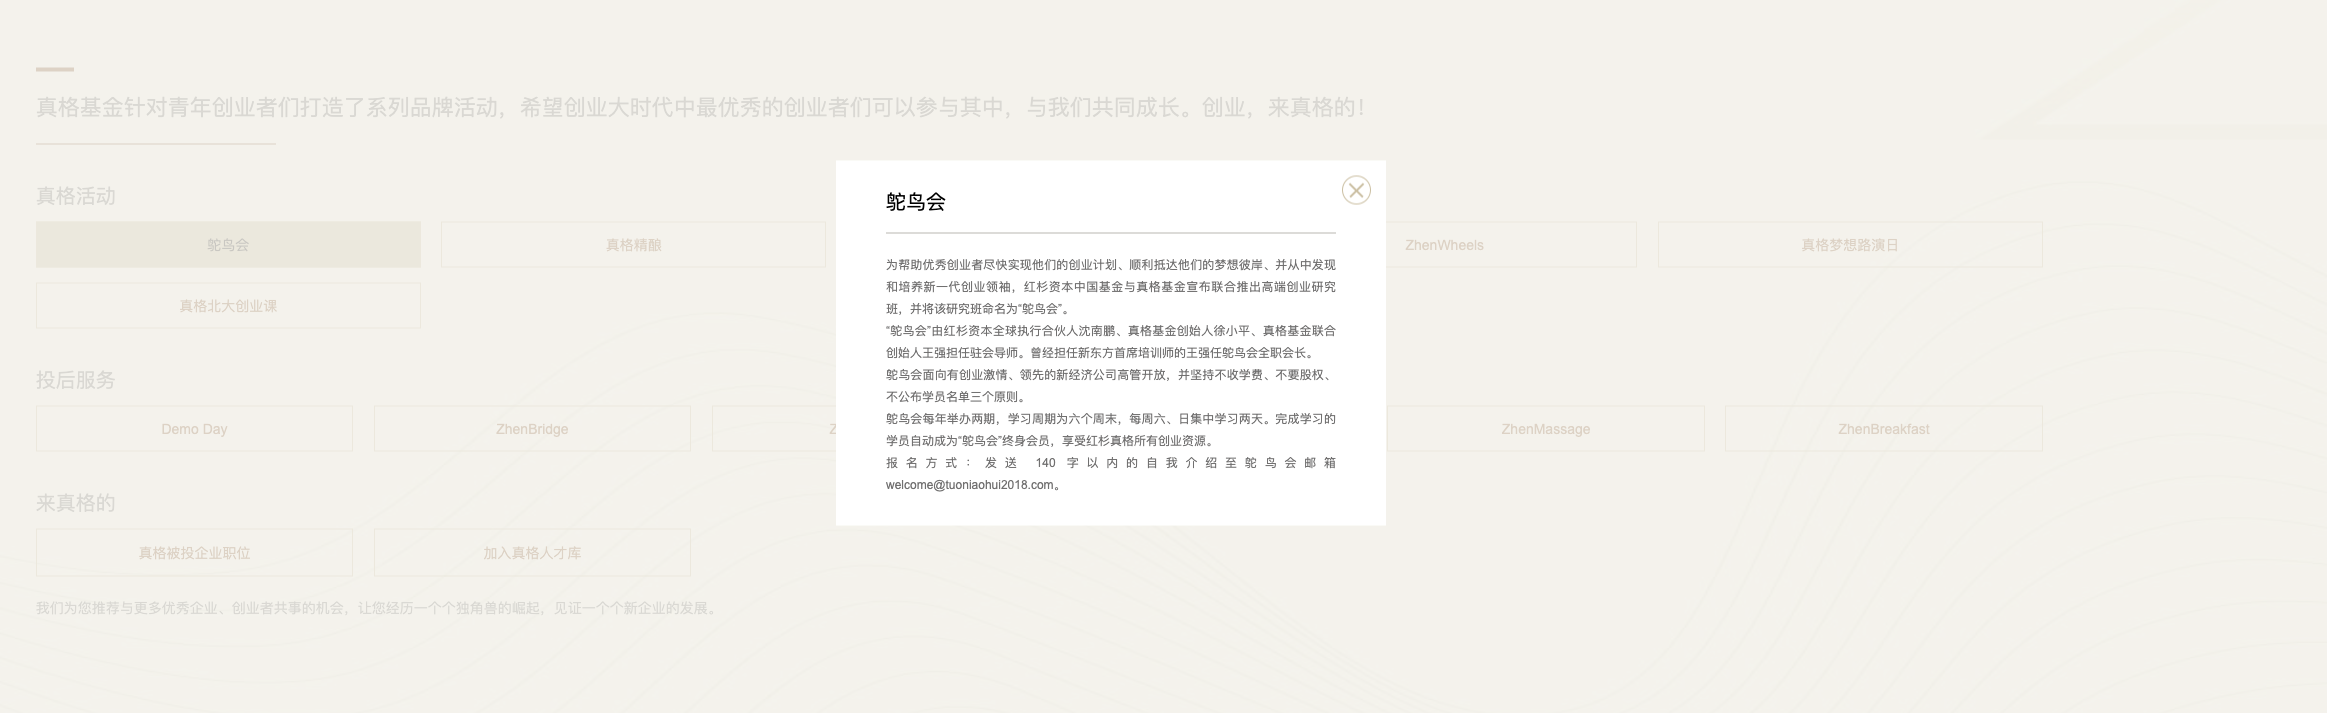 真格基金针对青年创业者们打造了系列品牌活动，希望创业大时代中最优秀的创业者们可以参与其中，与我们共同成长。创业，来真格的！
真格活动
鸵鸟会
真格精酿
ZhenWheels
真格梦想路演日
真格北大创业课
鸵鸟会
为帮助优秀创业者尽快实现他们的创业计划、顺利抵达他们的梦想彼岸、并从中发现
和培养新一代创业领袖，红杉资本中国基金与真格基金宣布联合推出高端创业研究
班，并将该研究班命名为“鸵鸟会”。
“鸵鸟会”由红杉资本全球执行合伙人沈南鹏、真格基金创始人徐小平、真格基金联合
创始人王强担任驻会导师。曾经担任新东方首席培训师的王强任鸵鸟会全职会长。
鸵鸟会面向有创业激情、领先的新经济公司高管开放，并坚持不收学费、不要股权、
不公布学员名单三个原则。
鸵鸟会每年举办两期，学习周期为六个周末，每周六、日集中学习两天。完成学习的
学员自动成为“鸵鸟会”终身会员，享受红杉真格所有创业资源。
报名方式：发送 140 字以内的自我介绍至鸵鸟会邮箱
welcome@tuoniaohui2018.com。
投后服务
Demo Day
ZhenBridge
ZhenMassage
ZhenBreakfast
来真格的
真格被投企业职位
加入真格人才库
我们为您推荐与更多优秀企业、创业者共事的机会，让您经历一个个独角兽的崛起，见证一个个新企业的发展。